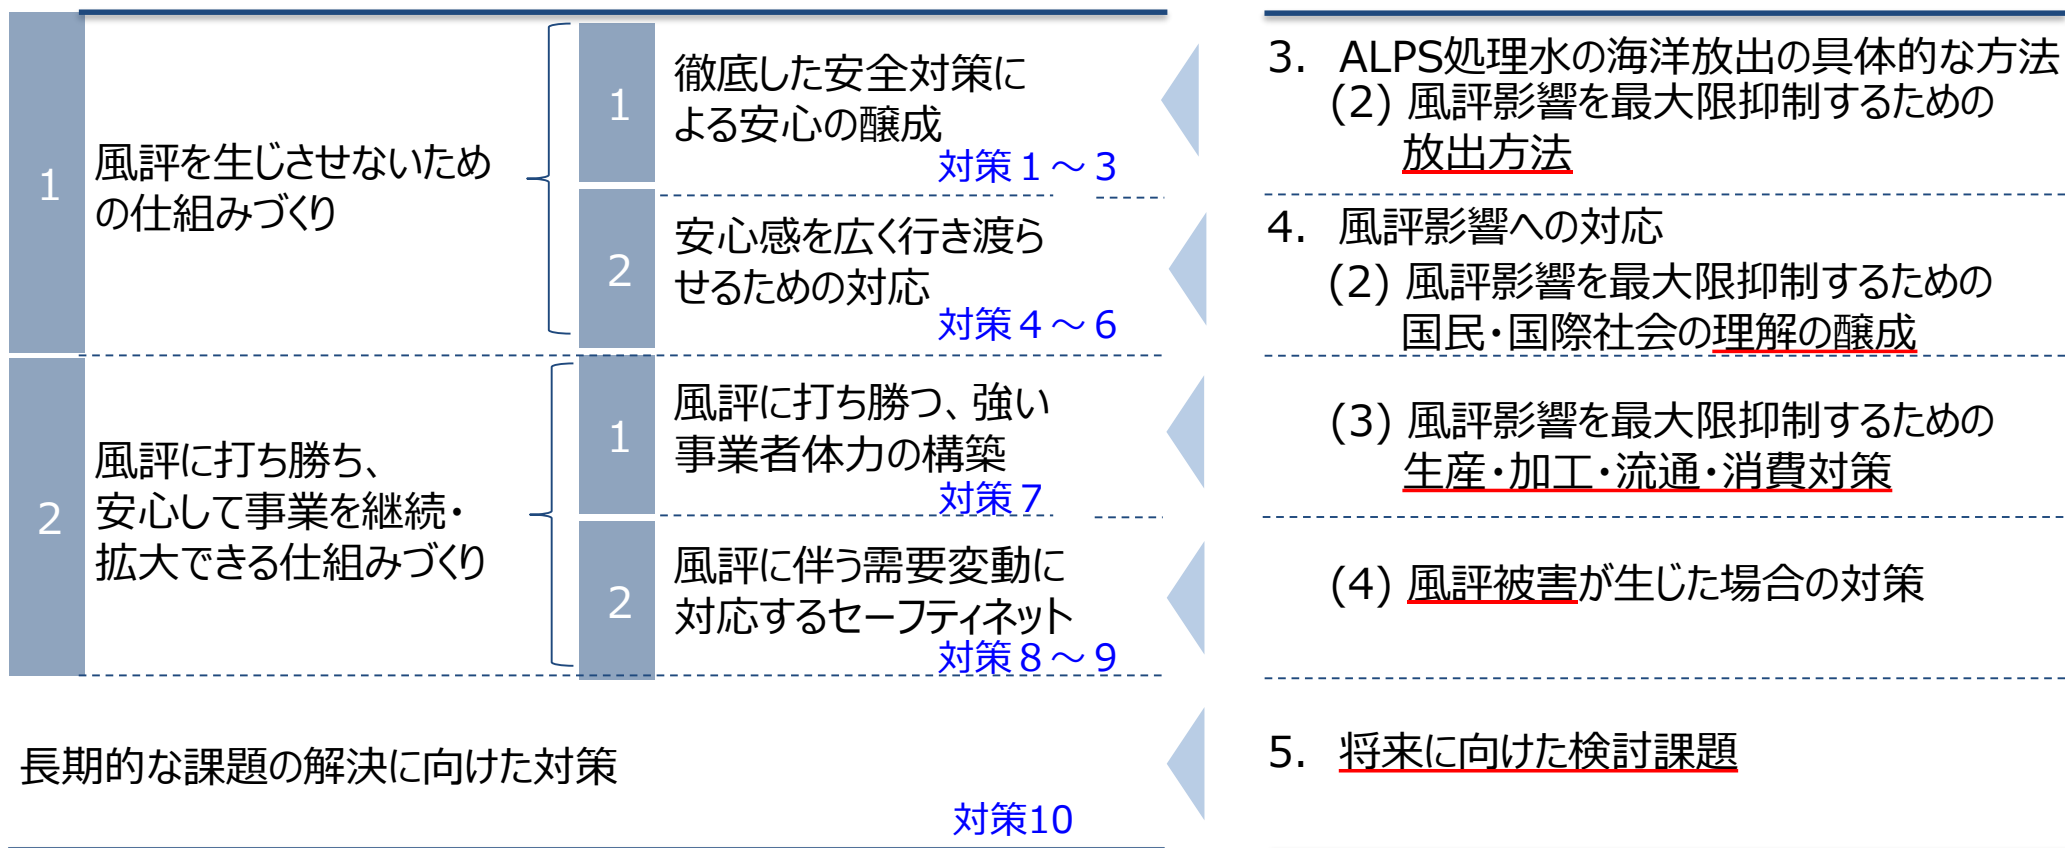 1
風評を生じさせないため
の仕組みづくり
1
徹底した安全対策に
よる安心の醸成
対策１～３
2
安心感を広く行き渡ら
せるための対応
対策４～６
2
風評に打ち勝ち、
安心して事業を継続・
拡大できる仕組みづくり
1
風評に打ち勝つ、強い
事業者体力の構築
対策７
2
風評に伴う需要変動に
対応するセーフティネット
対策８～９
長期的な課題の解決に向けた対策
対策10
3. ALPS処理水の海洋放出の具体的な方法
(2) 風評影響を最大限抑制するための
放出方法
4. 風評影響への対応
(2) 風評影響を最大限抑制するための
国民・国際社会の理解の醸成
(3) 風評影響を最大限抑制するための
生産・加工・流通・消費対策
(4) 風評被害が生じた場合の対策
5. 将来に向けた検討課題